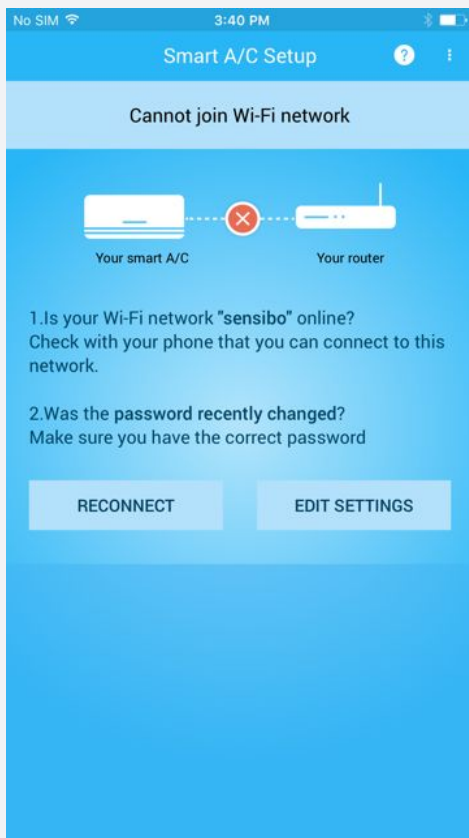 No SIM 3:40 PM
Smart A/C Setup ?
Cannot join Wi-Fi network
Your smart A/C Your router
1.Is your Wi-Fi network "sensibo" online?
Check with your phone that you can connect to this
network.
2.Was the password recently changed?
Make sure you have the correct password
RECONNECT EDIT SETTINGS